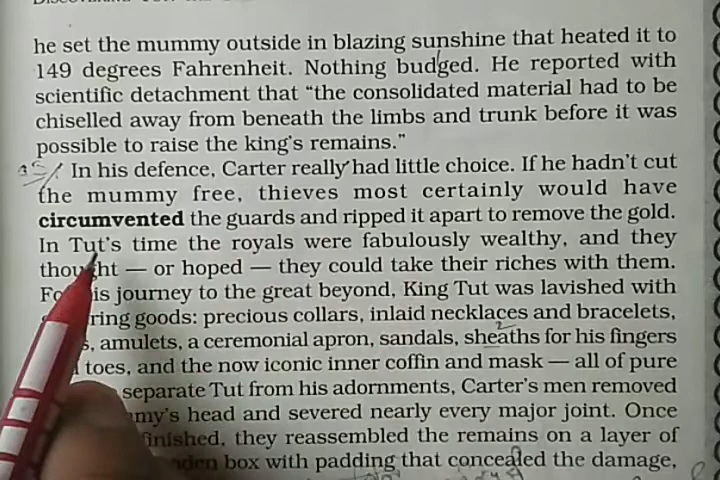 he set the mummy outside in blazing sunshine that heated it to
149 degrees Fahrenheit. Nothing budged. He reported with
scientific detachment that “the consolidated material had to be
chiselled away from beneath the limbs and trunk before it was
possible to raise the king's remains.”
In his defence, Carter really had little choice. If he hadn't cut
the mummy free, thieves most certainly would have
circumvented the guards and ripped it apart to remove the gold.
In Tut's time the royals were fabulously wealthy, and they
thought — or hoped — they could take their riches with them.
is journey to the great beyond, King Tut was lavished with
ring goods: precious collars, inlaid necklaces and bracelets,
amulets, a ceremonial apron, sandals, sheaths for his fingers
toes, and the now iconic inner coffin and mask — all of pure
separate Tut from his adornments, Carter's men removed
my's head and severed nearly every major joint. Once
finished, they reassembled the remains on a layer of
box with padding that concealed the damage,